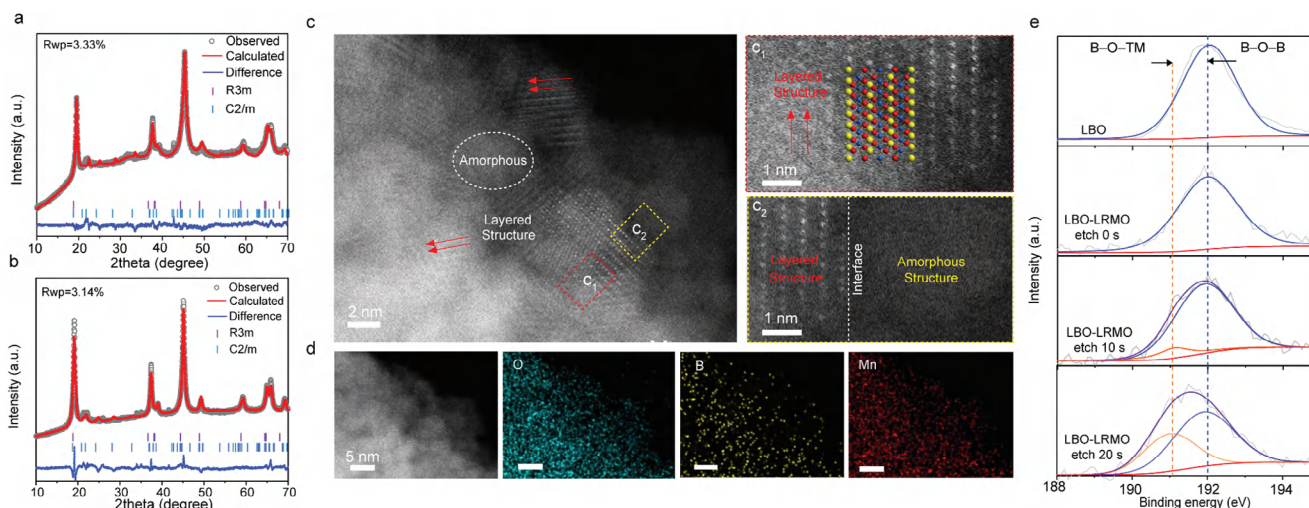 a
Rwp=3.33%
Observed
Calculated
Difference
R3m
C2/m
Intensity (a.u.)
10 20 30 40 50 60 70
2theta (degree)
b
Rwp=3.14%
Observed
Calculated
Difference
R3m
C2/m
Intensity (a.u.)
10 20 30 40 50 60 70
2theta (degree)
c
Amorphous
Layered
Structure
C2
C1
2 nm
C1
Layered
Structure
1 nm
C2
Layered
Structure
Interface
Amorphous
Structure
1 nm
d
5 nm
O
B
Mn
e
B–O–TM
B–O–B
LBO
LBO-LRMO
etch 0 s
LBO-LRMO
etch 10 s
LBO-LRMO
etch 20 s
Intensity (a.u.)
188 190 192 194
Binding energy (eV)